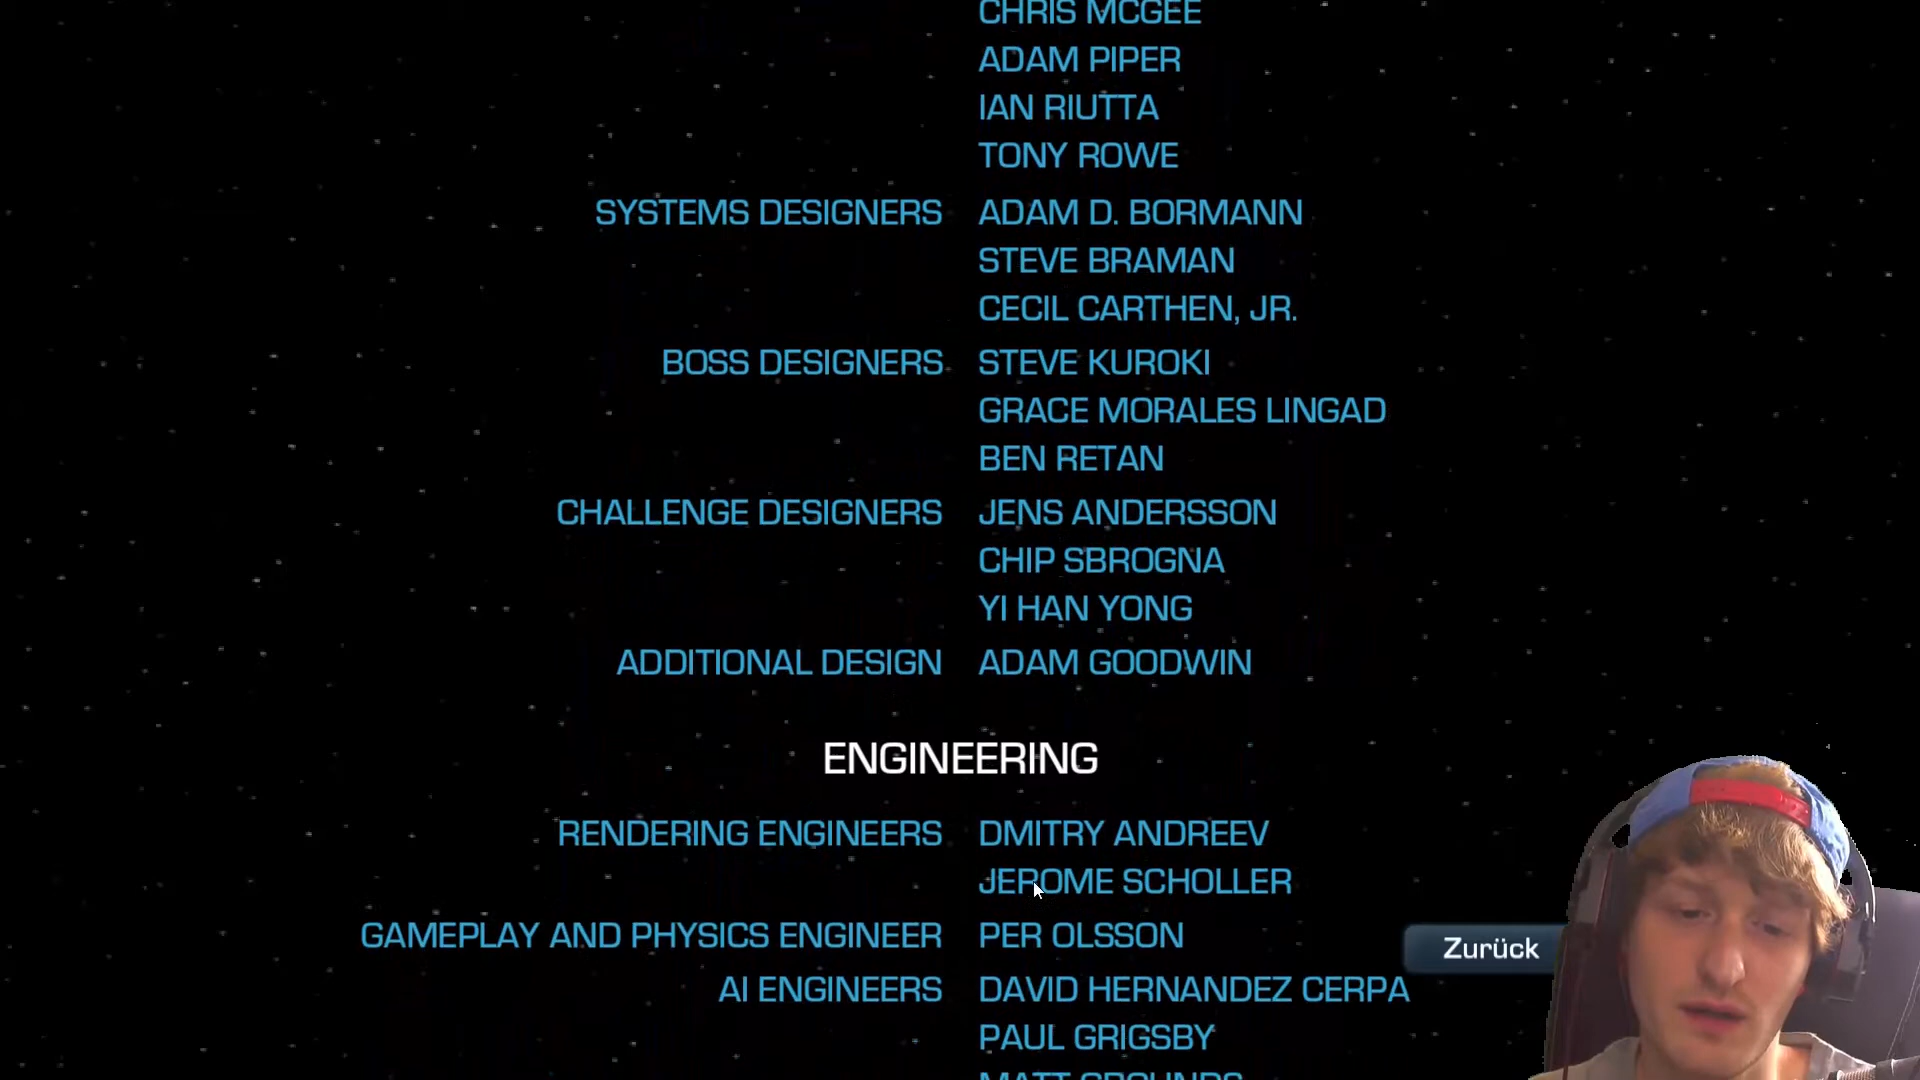 CHRIS MCGEE
ADAM PIPER
IAN RIUTTA
TONY ROWE
SYSTEMS DESIGNERS ADAM D. BORMANN
STEVE BRAMAN
CECIL CARTHEN, JR.
BOSS DESIGNERS STEVE KUROKI
GRACE MORALES LINGAD
BEN RETAN
CHALLENGE DESIGNERS JENS ANDERSSON
CHIP SBROGNA
YI HAN YONG
ADDITIONAL DESIGN ADAM GOODWIN
ENGINEERING
RENDERING ENGINEERS DMITRY ANDREEV
JEROME SCHOLLER
GAMEPLAY AND PHYSICS ENGINEER PER OLSSON
Zurück
AI ENGINEERS DAVID HERNANDEZ CERPA
PAUL GRIGSBY